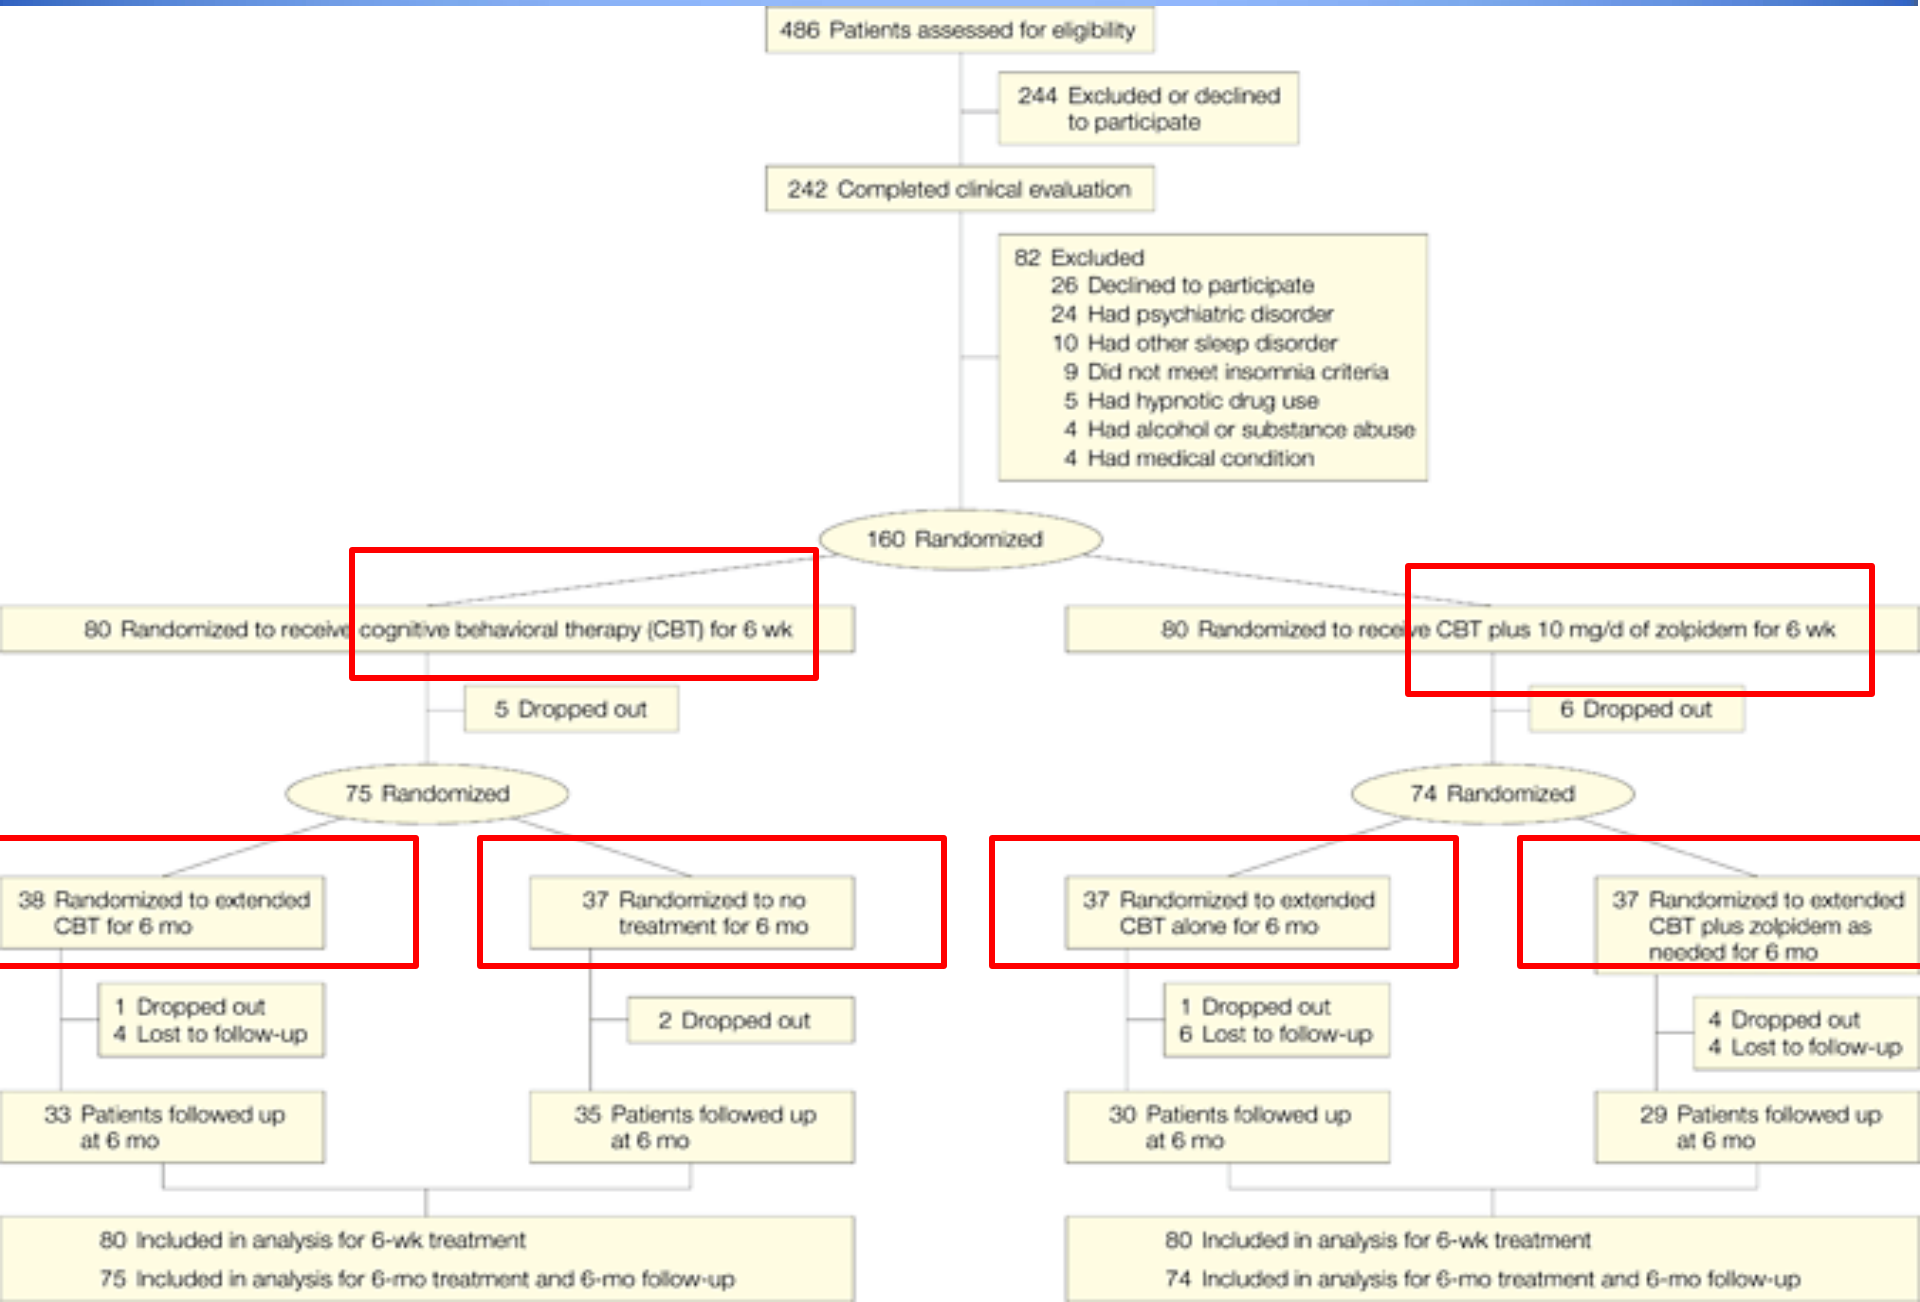 486 Patients assessed for eligibility
244 Excluded or declined
to participate
242 Completed clinical evaluation
82 Excluded
26 Declined to participate
24 Had psychiatric disorder
10 Had other sleep disorder
9 Did not meet insomnia criteria
5 Had hypnotic drug use
4 Had alcohol or substance abuse
4 Had medical condition
160 Randomized
80 Randomized to receive cognitive behavioral therapy (CBT) for 6 wk
80 Randomized to receive CBT plus 10 mg/d of zolpidem for 6 wk
5 Dropped out
6 Dropped out
75 Randomized
74 Randomized
38 Randomized to extended
CBT for 6 mo
37 Randomized to no
treatment for 6 mo
37 Randomized to extended
CBT alone for 6 mo
37 Randomized to extended
CBT plus zolpidem as
needed for 6 mo
1 Dropped out
4 Lost to follow-up
2 Dropped out
1 Dropped out
6 Lost to follow-up
4 Dropped out
4 Lost to follow-up
33 Patients followed up
at 6 mo
35 Patients followed up
at 6 mo
30 Patients followed up
at 6 mo
29 Patients followed up
at 6 mo
80 Included in analysis for 6-wk treatment
75 Included in analysis for 6-mo treatment and 6-mo follow-up
80 Included in analysis for 6-wk treatment
74 Included in analysis for 6-mo treatment and 6-mo follow-up